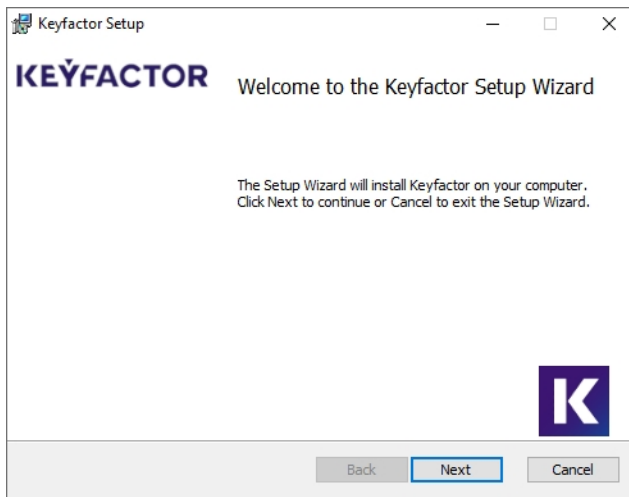 Keyfactor Setup
KEYFACTOR
Welcome to the Keyfactor Setup Wizard
The Setup Wizard will install Keyfactor on your computer.
Click Next to continue or Cancel to exit the Setup Wizard.
K
Back
Next
Cancel